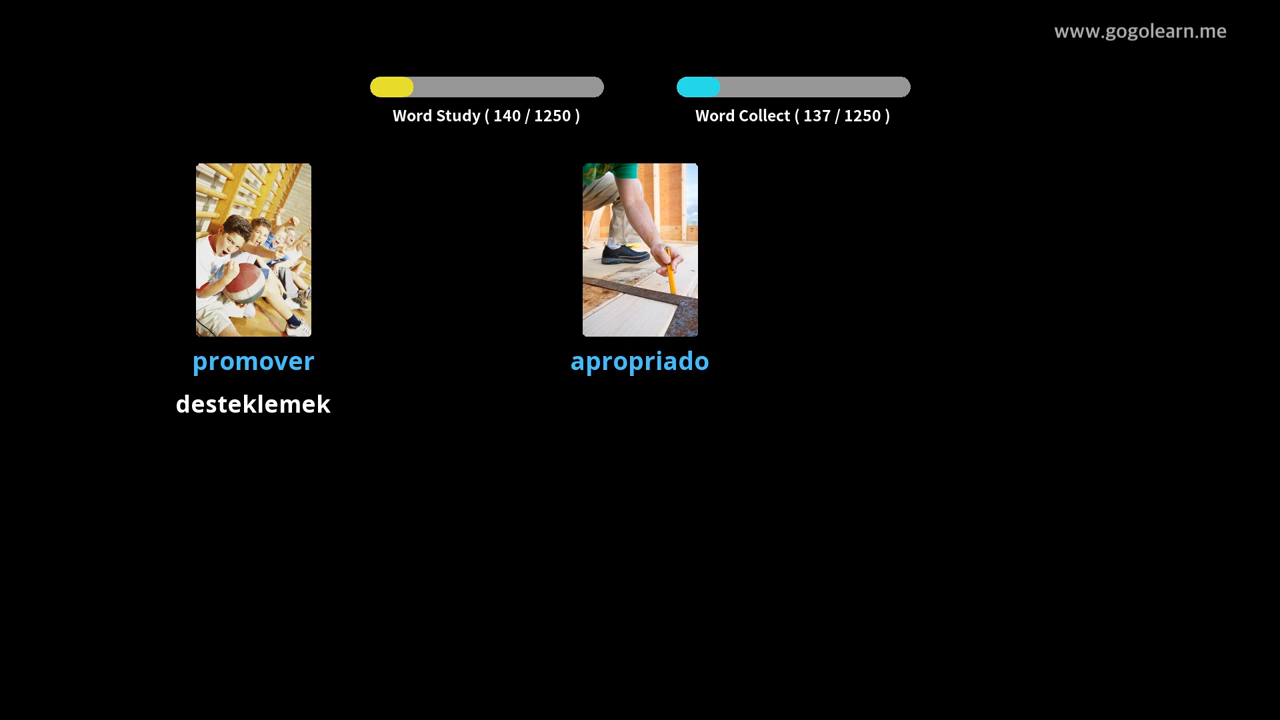 www.gogolearn.me
Word Study ( 140 / 1250 )
Word Collect ( 137 / 1250 )
promover
apropriado
desteklemek